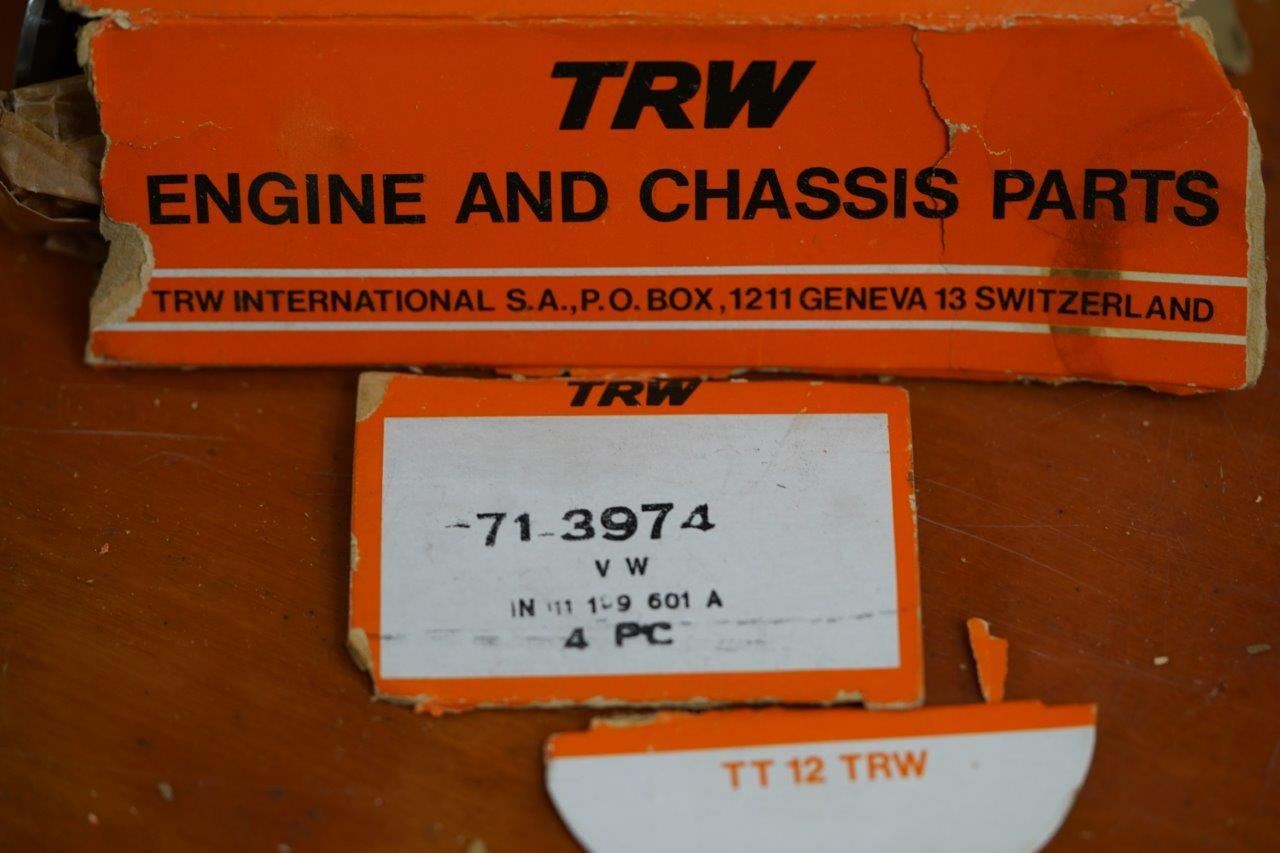 TRW
ENGINE AND CHASSIS PARTS
TRW INTERNATIONAL S.A., P.O. BOX, 1211 GENEVA 13 SWITZERLAND
TRW
-71-3974
VW
IN 601 A
4 PC
TT 12 TRW